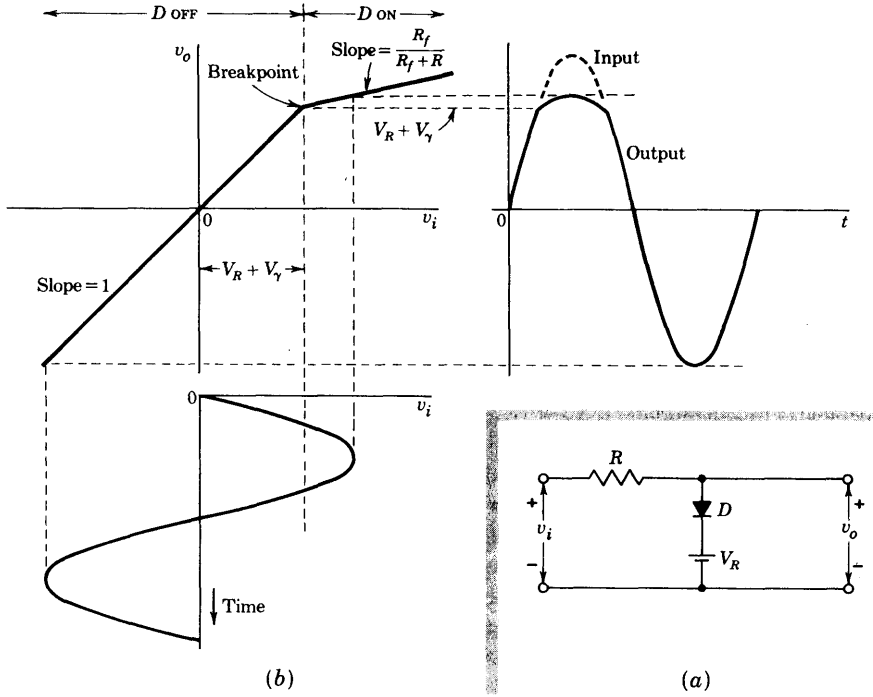 D OFF
D ON
v_o
Slope = R_f / (R_f + R)
Input
Breakpoint
V_R + V_γ
Output
0
v_i
0
t
V_R + V_γ
Slope = 1
0
v_i
R
+
+
D
v_i
v_o
V_R
-
-
Time
(b)
(a)